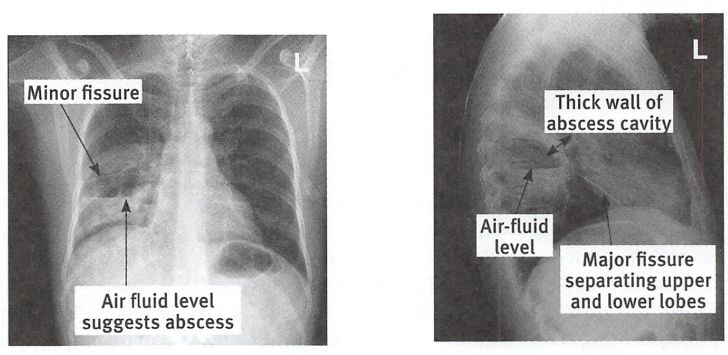 L
Minor fissure
Air fluid level
suggests abscess
L
Thick wall of
abscess cavity
Air-fluid
level
Major fissure
separating upper
and lower lobes